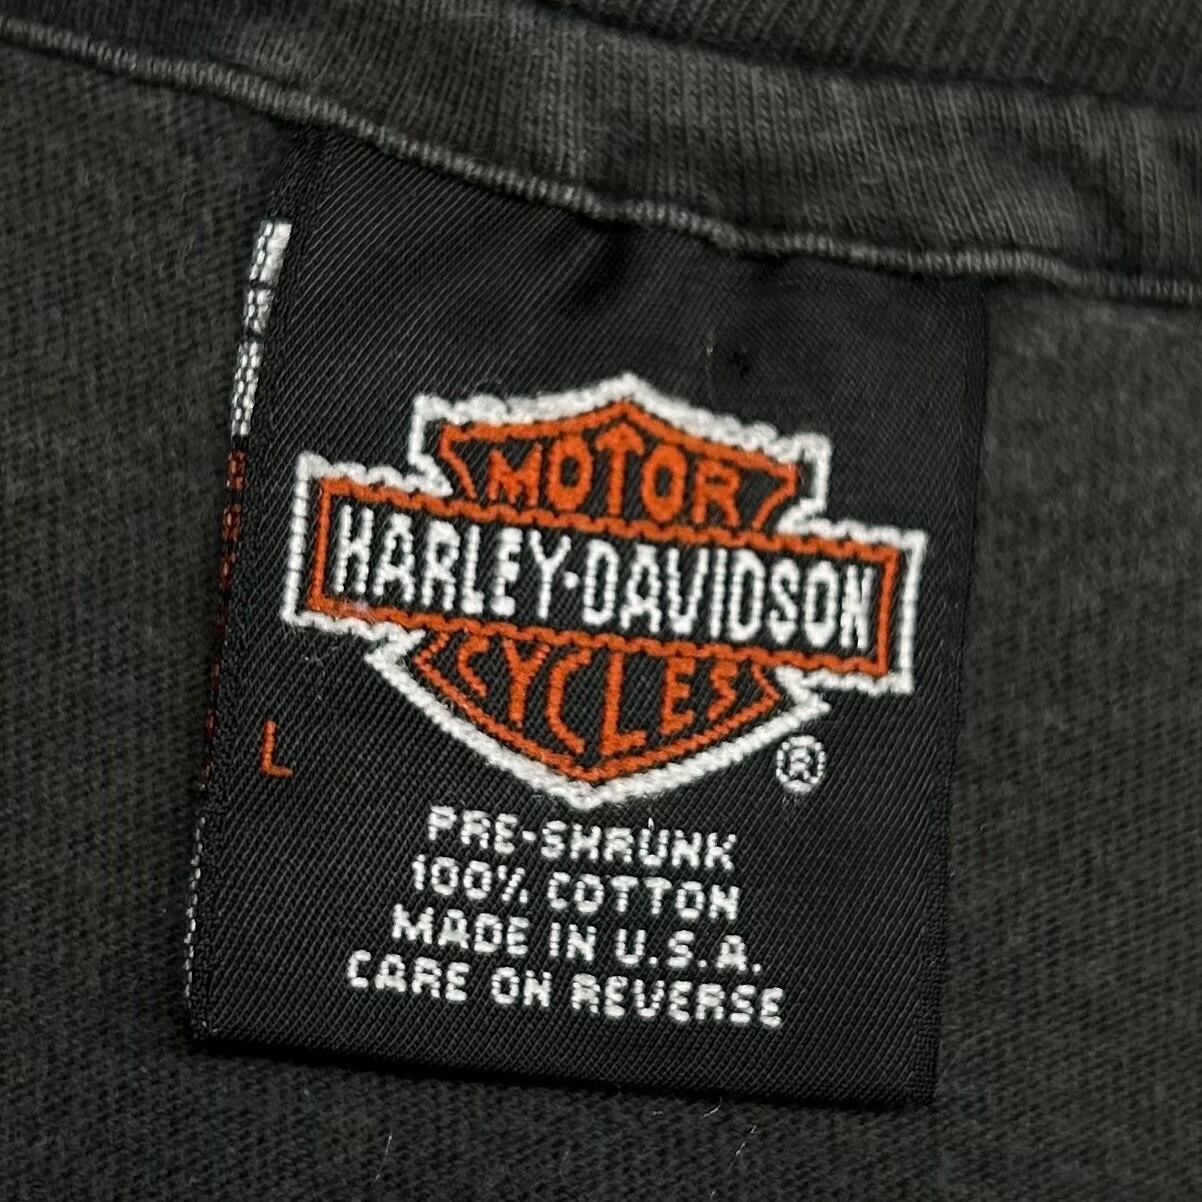 MOTOR
HARLEY-DAVIDSON
CYCLES
®
L
PRE-SHRUNK
100% COTTON
MADE IN U.S.A.
CARE ON REVERSE